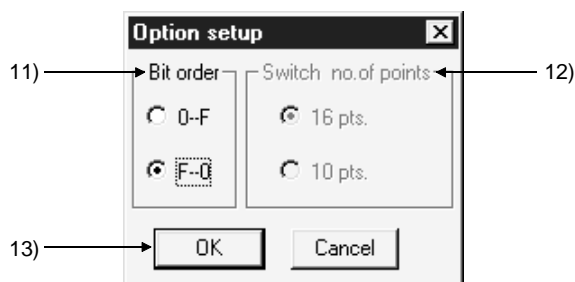 Option setup
11) Bit order Switch no.of points 12)
0--F 16 pts.
F--0 10 pts.
13) OK Cancel